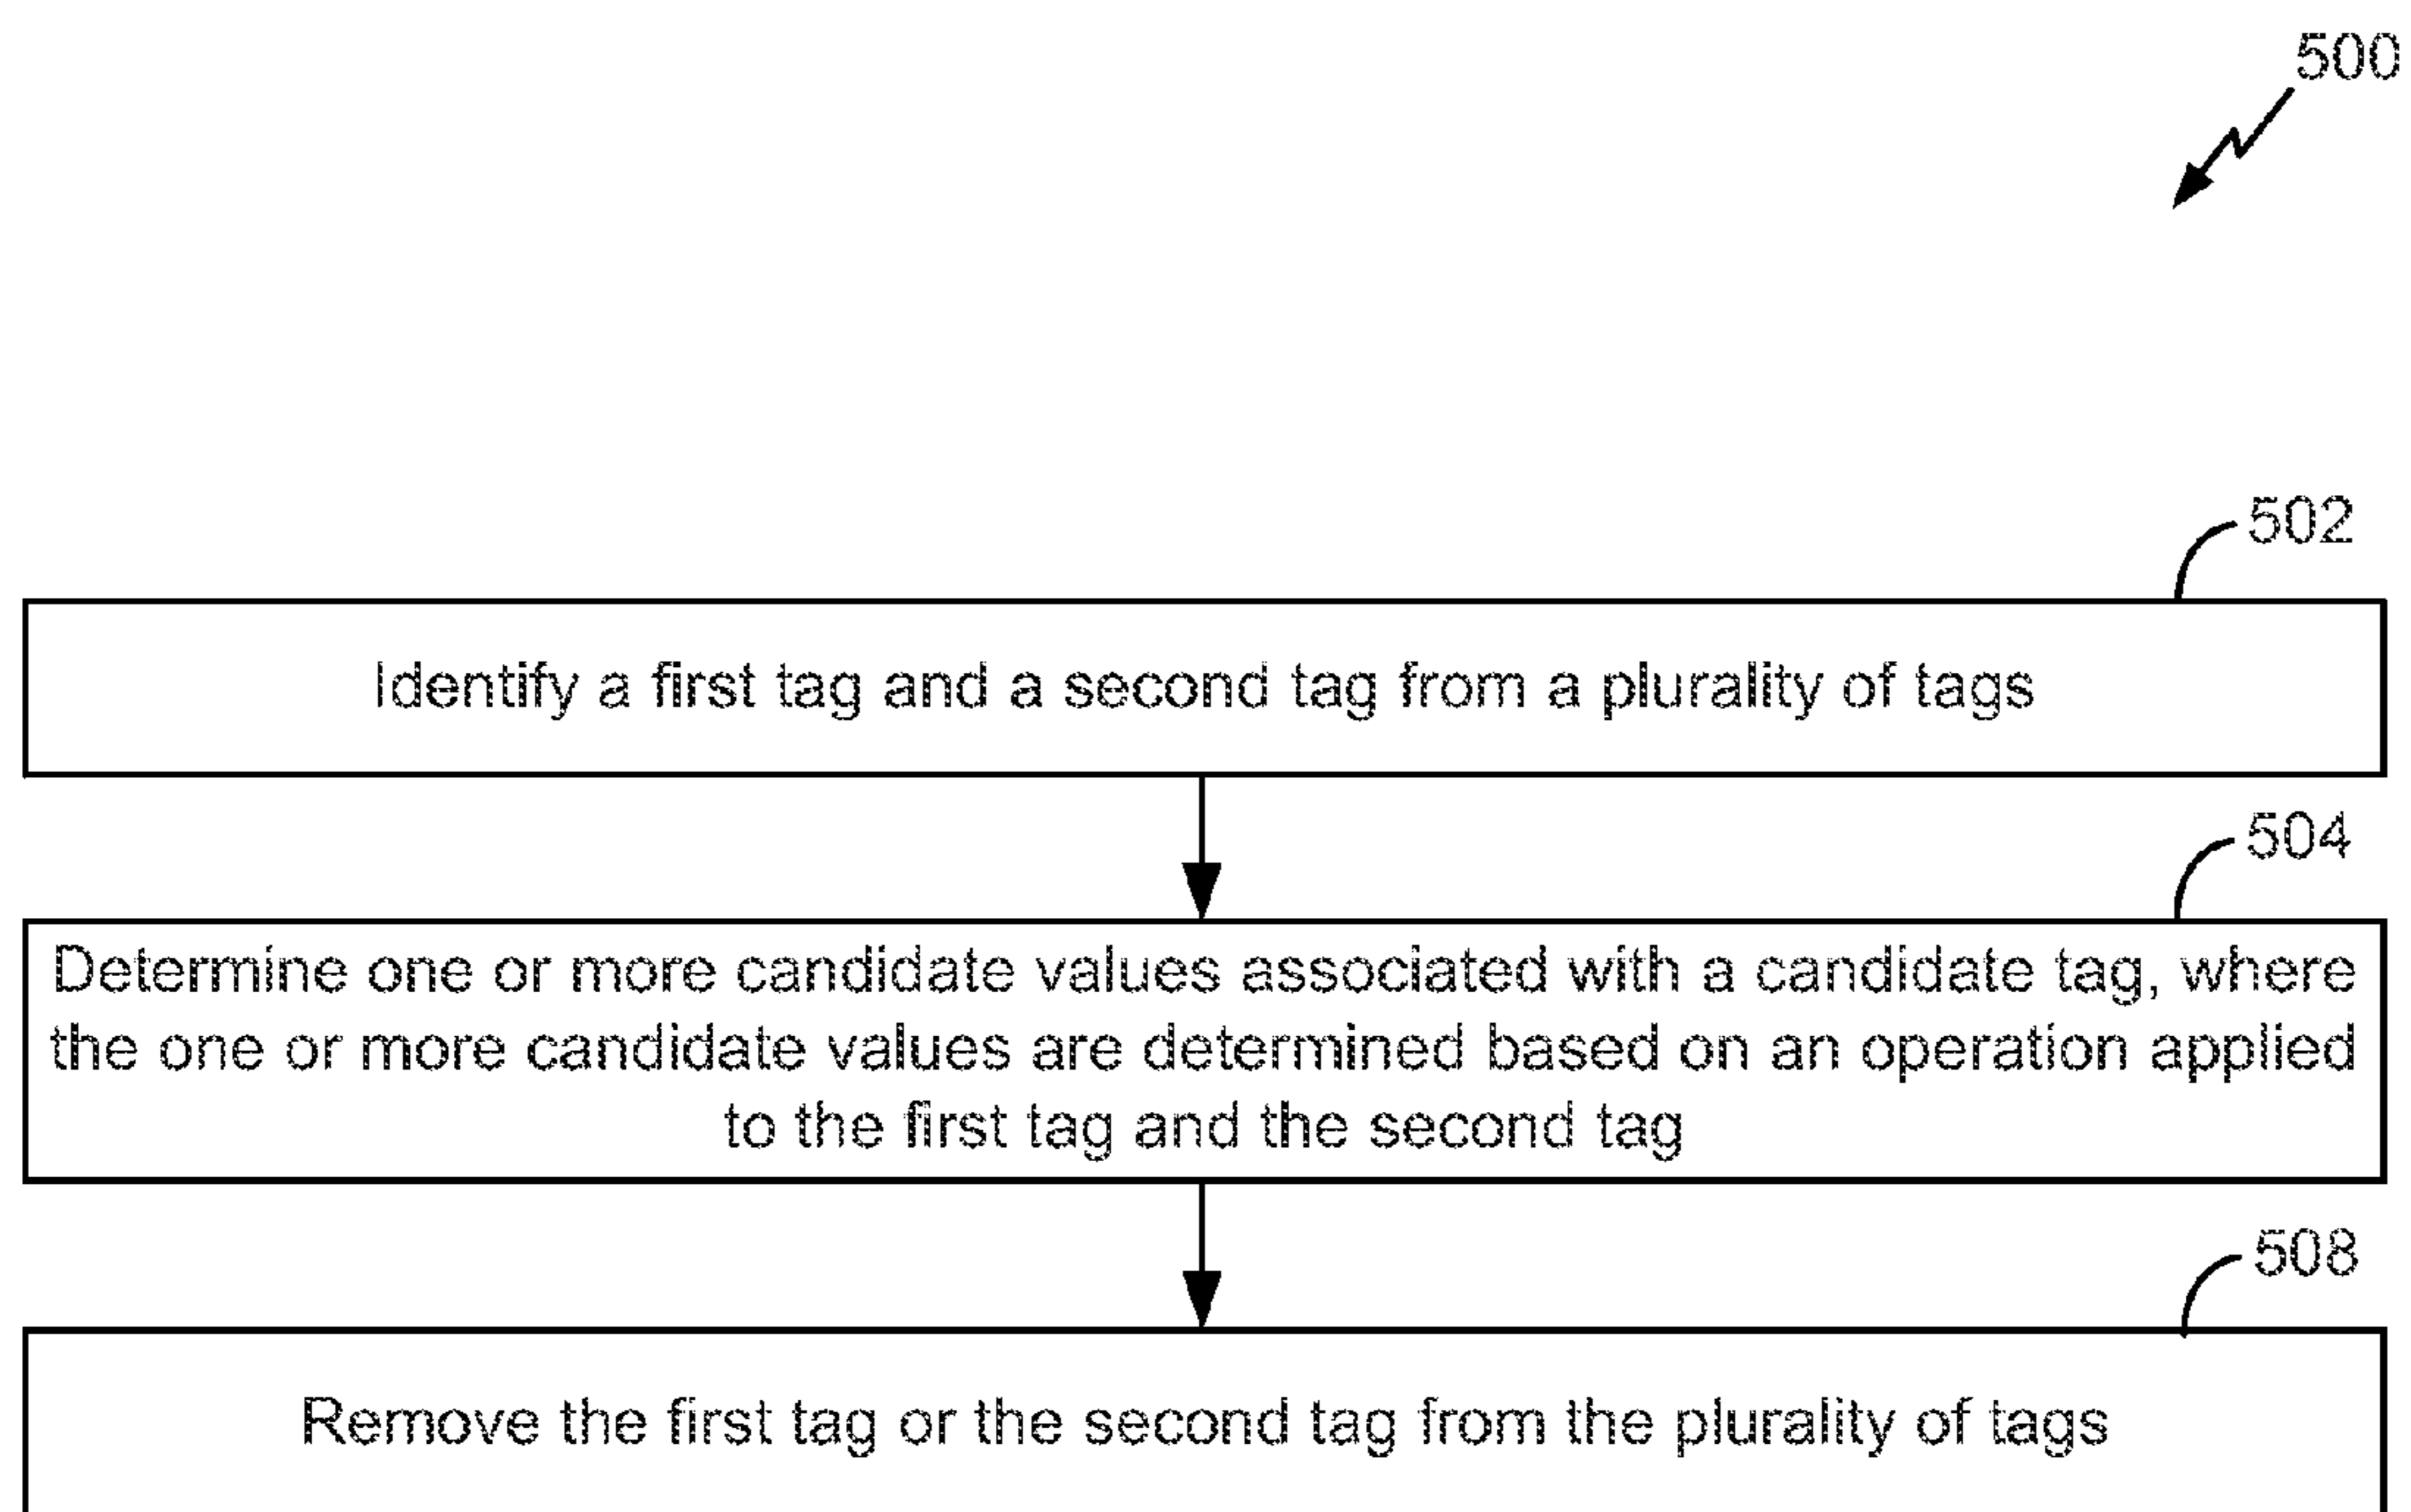 500
502
Identify a first tag and a second tag from a plurality of tags
504
Determine one or more candidate values associated with a candidate tag, where
the one or more candidate values are determined based on an operation applied
to the first tag and the second tag
508
Remove the first tag or the second tag from the plurality of tags